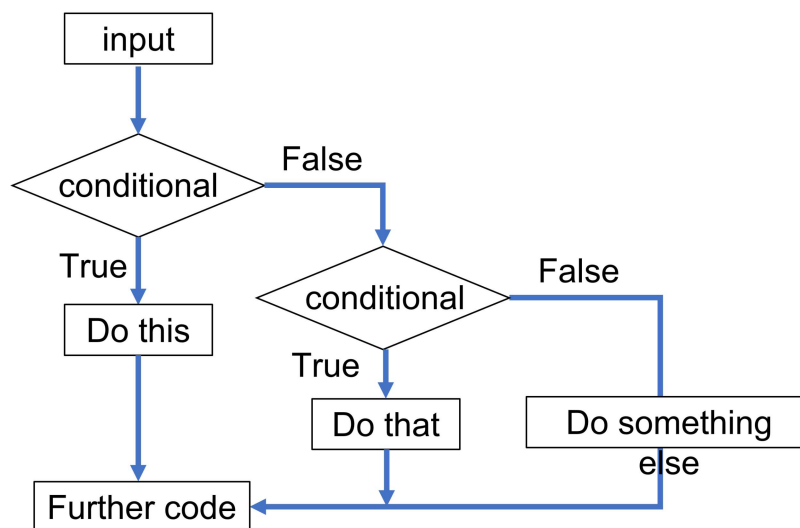 input
False
conditional
True
False
conditional
Do this
True
Do that
Do something
else
Further code